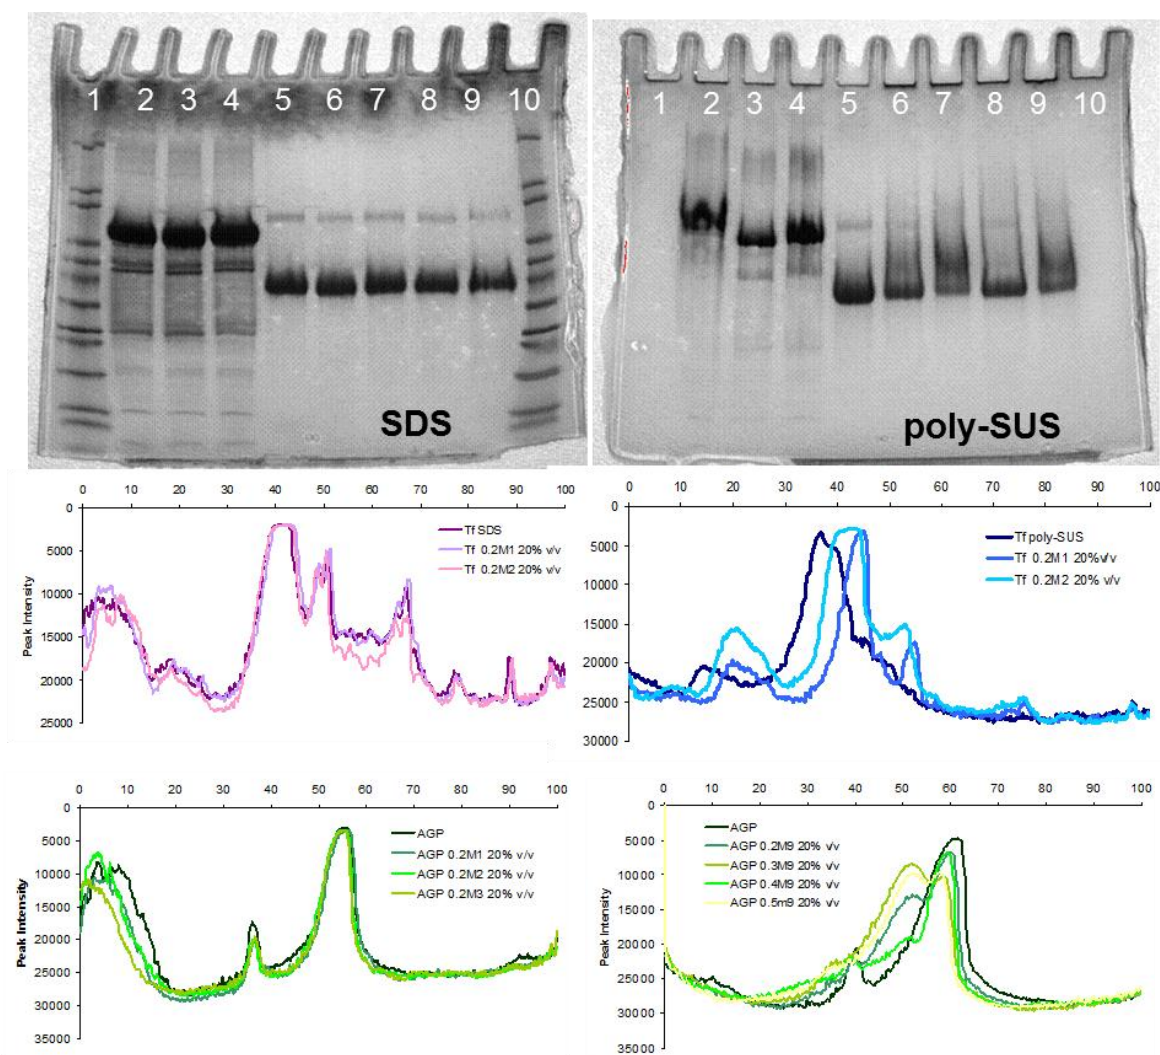 1 2 3 4 5 6 7 8 9 10
SDS
1 2 3 4 5 6 7 8 9 10
poly-SUS
0 10 20 30 40 50 60 70 80 90 100
0
5000
10000
15000
20000
25000
Peak Intensity
Tf SDS
Tf 0.2M1 20% v/v
Tf 0.2M2 20% v/v
0 10 20 30 40 50 60 70 80 90 100
0
5000
10000
15000
20000
25000
30000
Peak Intensity
Tf poly-SUS
Tf 0.2M1 20%v/v
Tf 0.2M2 20% v/v
0 10 20 30 40 50 60 70 80 90 100
0
5000
10000
15000
20000
25000
30000
35000
Peak Intensity
AGP
AGP 0.2M1 20% v/v
AGP 0.2M2 20% v/v
AGP 0.2M3 20% v/v
0 10 20 30 40 50 60 70 80 90 100
0
5000
10000
15000
20000
25000
30000
35000
Peak Intensity
AGP
AGP 0.2M9 20% v/v
AGP 0.3M9 20% v/v
AGP 0.4M9 20% v/v
AGP 0.5m9 20% v/v